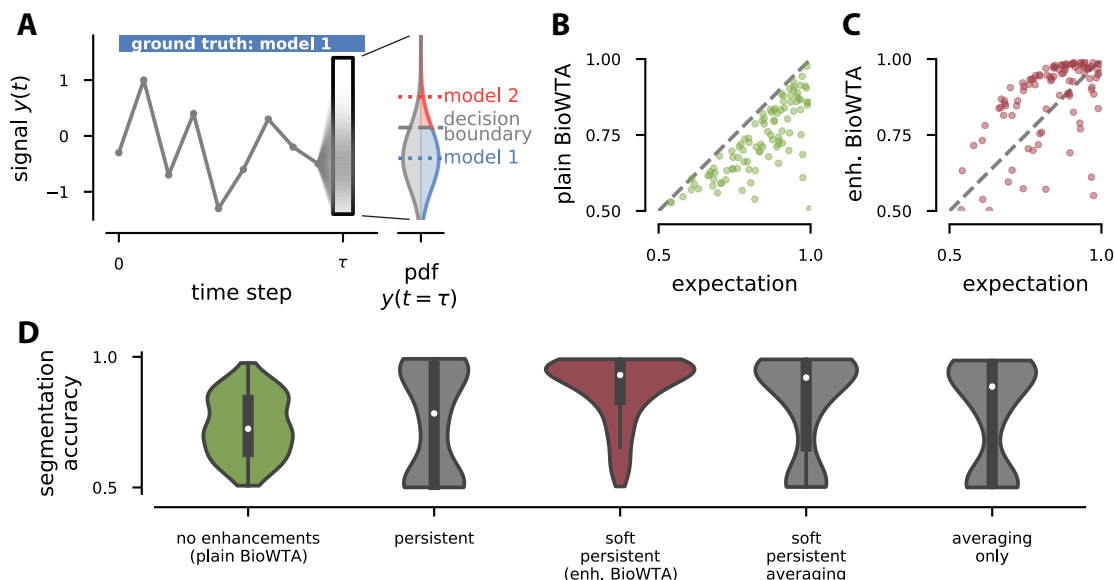 A
ground truth: model 1
signal y(t)
1
0
−1
0
τ
time step
model 2
decision
boundary
model 1
pdf
y(t = τ)
B
plain BioWTA
1.00
0.75
0.50
0.5
1.0
expectation
C
enh. BioWTA
1.00
0.75
0.50
0.5
1.0
expectation
D
segmentation
accuracy
1.0
0.5
no enhancements
(plain BioWTA)
persistent
soft
persistent
(enh. BioWTA)
soft
persistent
averaging
averaging
only